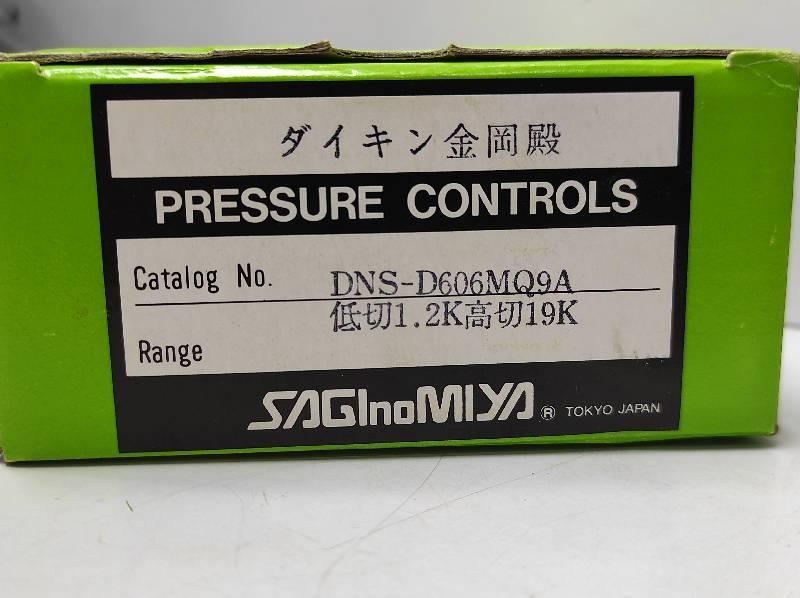 ダイキン金岡殿
PRESSURE CONTROLS
Catalog No. DNS-D606MQ9A
低切1.2K高切19K
Range
SAGInoMIYA ® TOKYO JAPAN